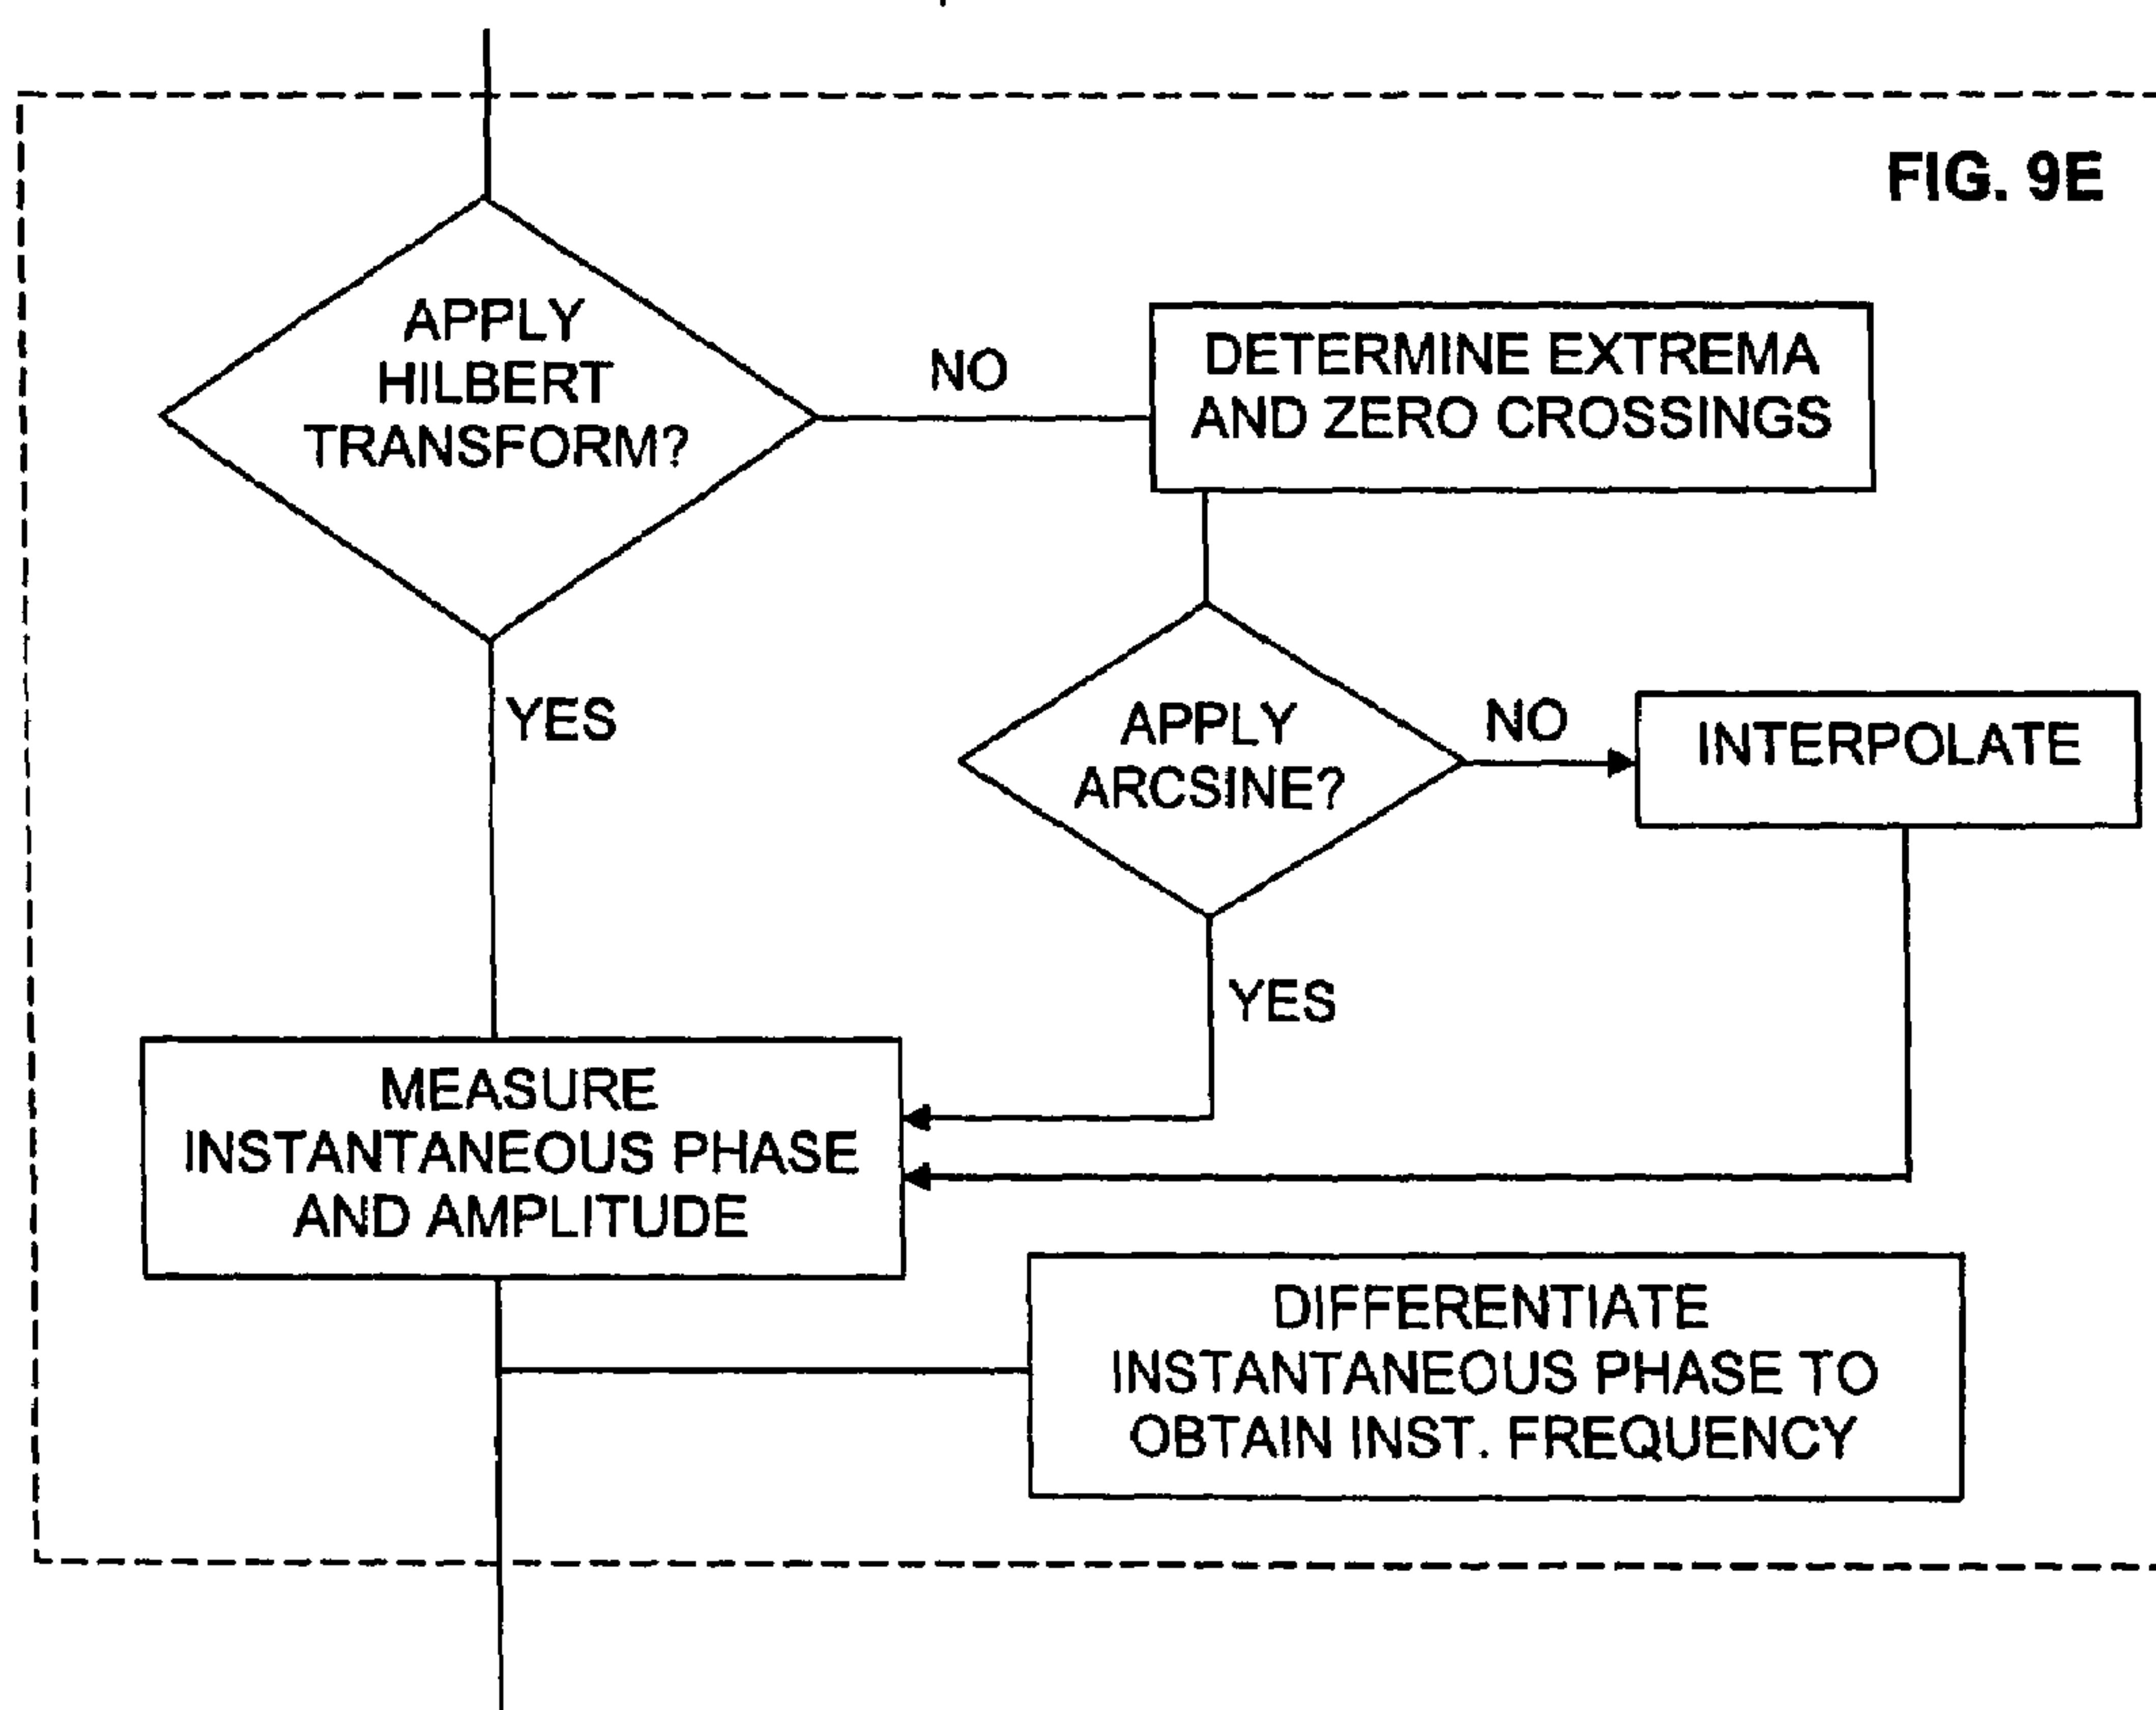 FIG. 9E
APPLY
HILBERT
TRANSFORM?
NO
DETERMINE EXTREMA
AND ZERO CROSSINGS
YES
APPLY
ARCSINE?
NO
INTERPOLATE
YES
MEASURE
INSTANTANEOUS PHASE
AND AMPLITUDE
DIFFERENTIATE
INSTANTANEOUS PHASE TO
OBTAIN INST. FREQUENCY